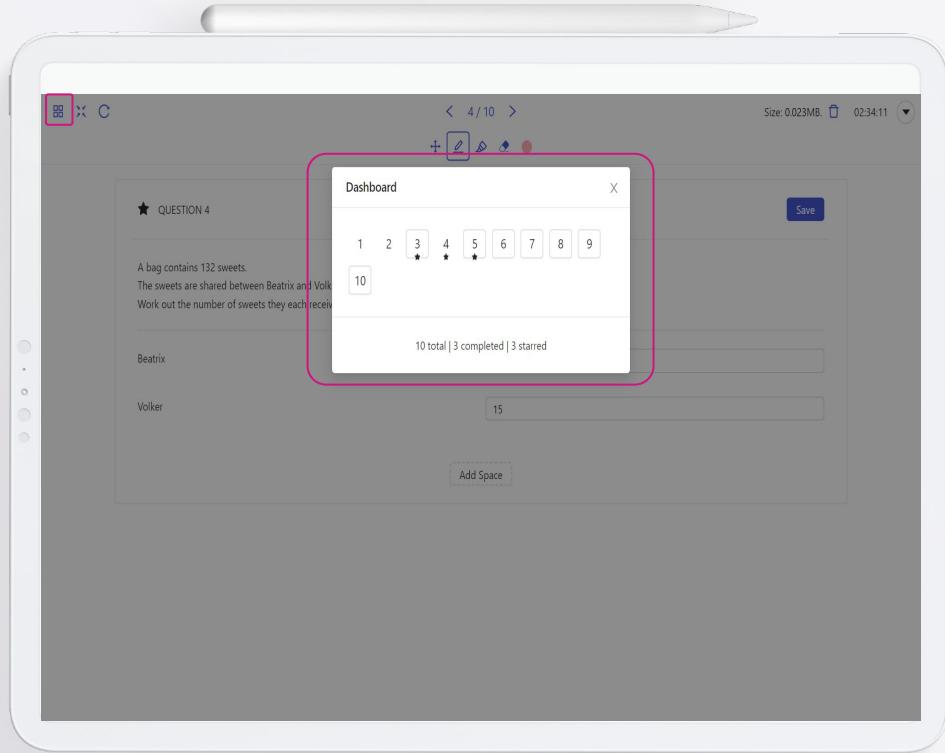 4 / 10
Size: 0.023MB.
02:34:11
Dashboard
X
QUESTION 4
Save
1 2 3 4 5 6 7 8 9
10
A bag contains 132 sweets.
The sweets are shared between Beatrix and
Work out the number of sweets they each
10 total | 3 completed | 3 starred
Beatrix
Volker
15
Add Space